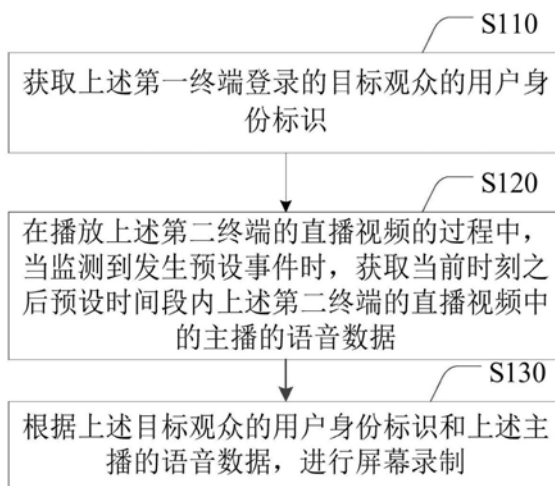 S110
获取上述第一终端登录的目标观众的用户身
份标识
S120
在播放上述第二终端的直播视频的过程中,
当监测到发生预设事件时,获取当前时刻之
后预设时间段内上述第二终端的直播视频中
的主播的语音数据
S130
根据上述目标观众的用户身份标识和上述主
播的语音数据,进行屏幕录制